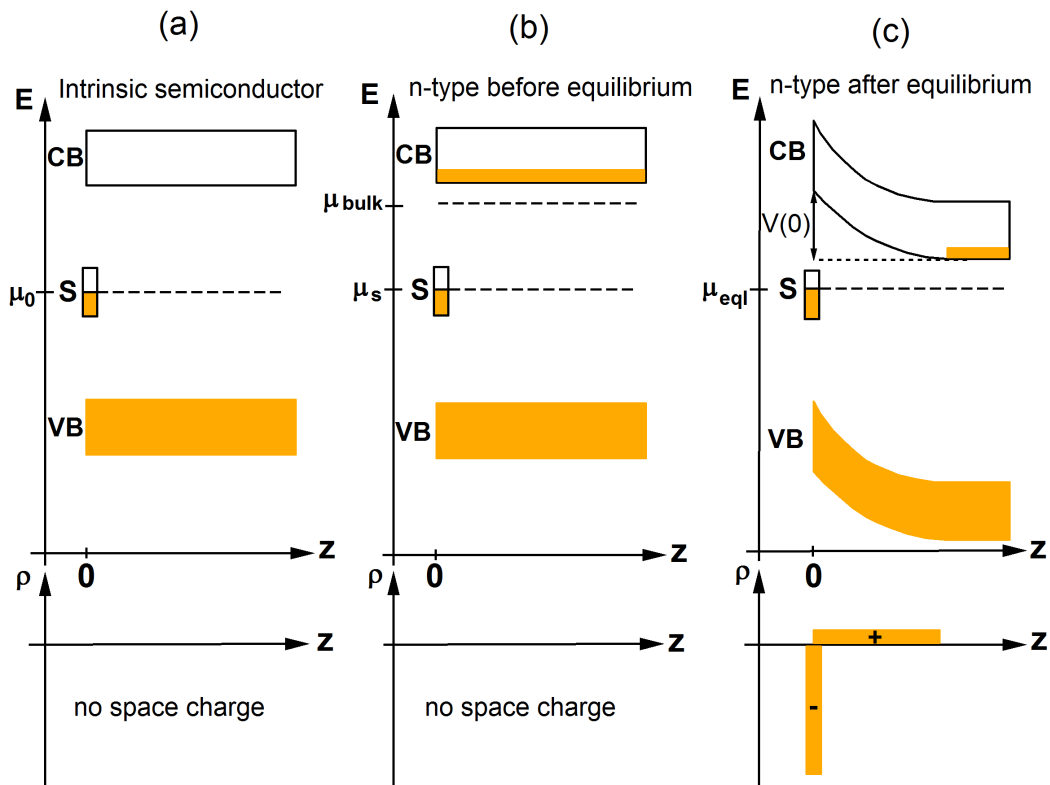 (a)
Intrinsic semiconductor
E
CB
μ0
S
VB
z
0
ρ
z
no space charge
(b)
n-type before equilibrium
E
CB
μbulk
μs
S
VB
z
0
ρ
z
no space charge
(c)
n-type after equilibrium
E
CB
V(0)
μeql
S
VB
z
0
ρ
+
z
-